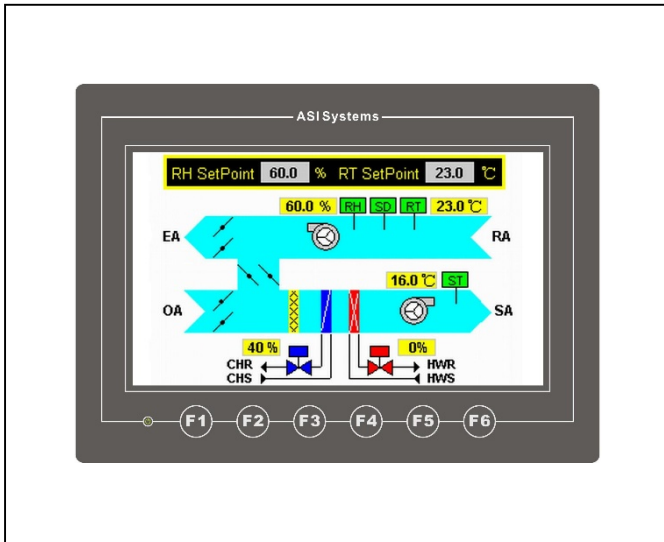 ASI Systems
RH SetPoint 60.0 % RT SetPoint 23.0 ℃
60.0 % RH SD RT 23.0 ℃
EA RA
16.0 ℃ ST
OA SA
40 % 0%
CHR HWR
CHS HWS
F1 F2 F3 F4 F5 F6